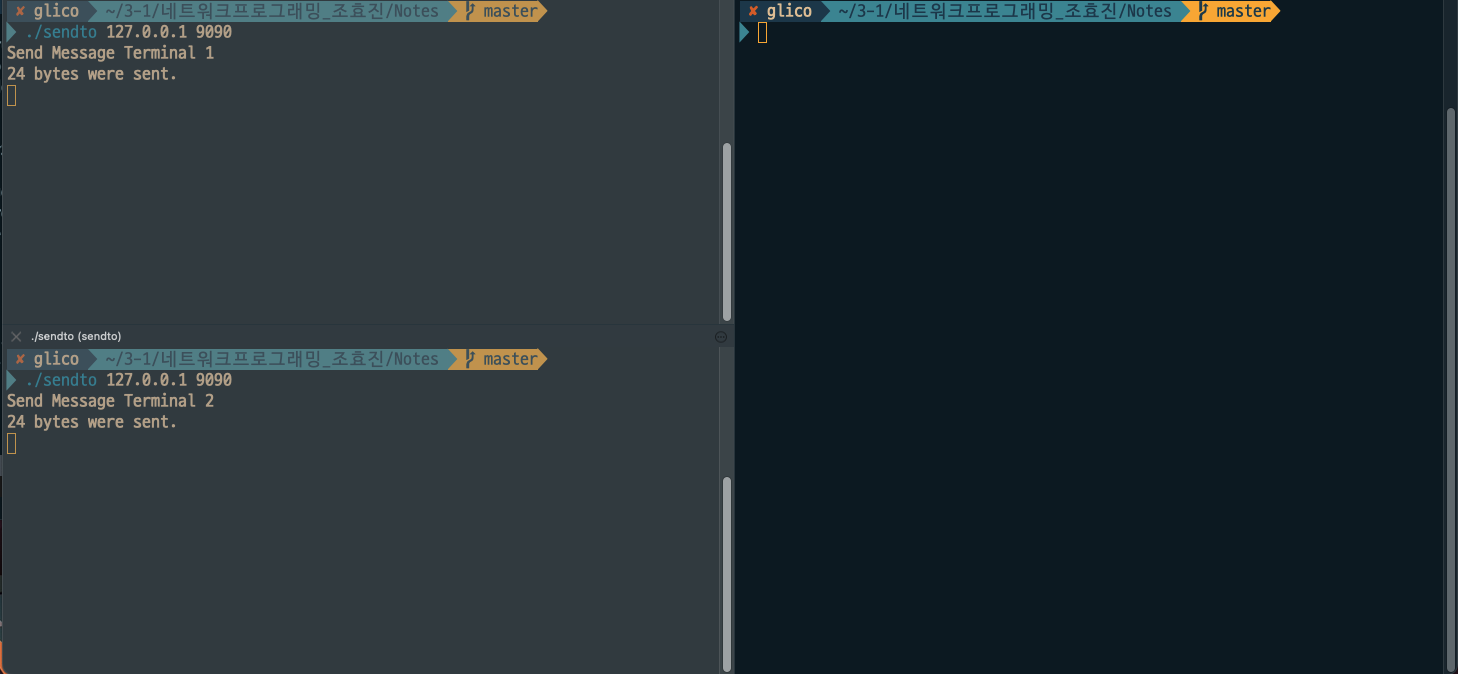 ✘ glico ~/3-1/네트워크프로그래밍_조효진/Notes master
./sendto 127.0.0.1 9090
Send Message Terminal 1
24 bytes were sent.
./sendto (sendto)
✘ glico ~/3-1/네트워크프로그래밍_조효진/Notes master
./sendto 127.0.0.1 9090
Send Message Terminal 2
24 bytes were sent.
✘ glico ~/3-1/네트워크프로그래밍_조효진/Notes master